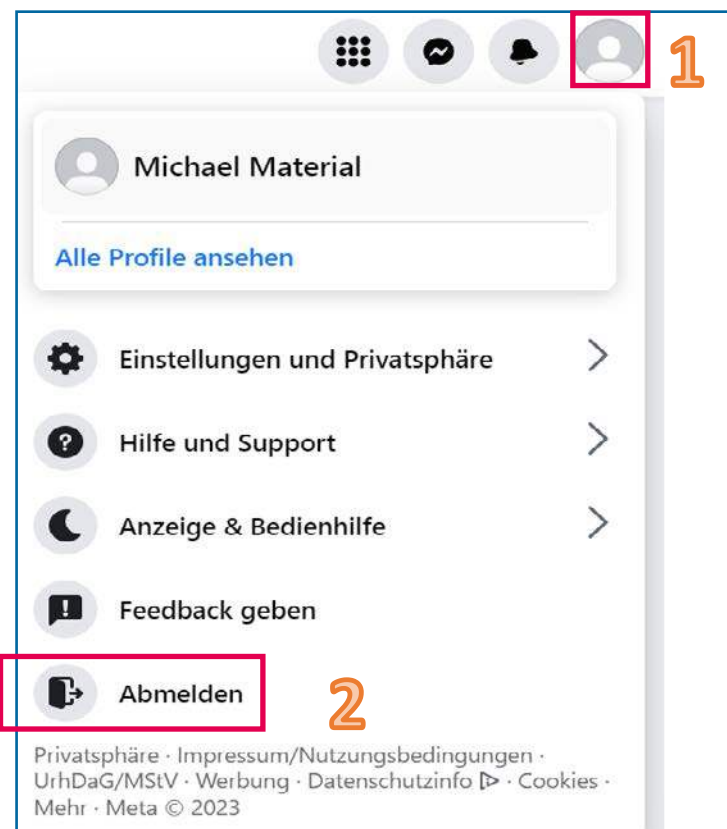 1
Michael Material
Alle Profile ansehen
Einstellungen und Privatsphäre
Hilfe und Support
Anzeige & Bedienhilfe
Feedback geben
Abmelden
2
Privatsphäre · Impressum/Nutzungsbedingungen ·
UrhDaG/MStV · Werbung · Datenschutzinfo · Cookies ·
Mehr · Meta © 2023